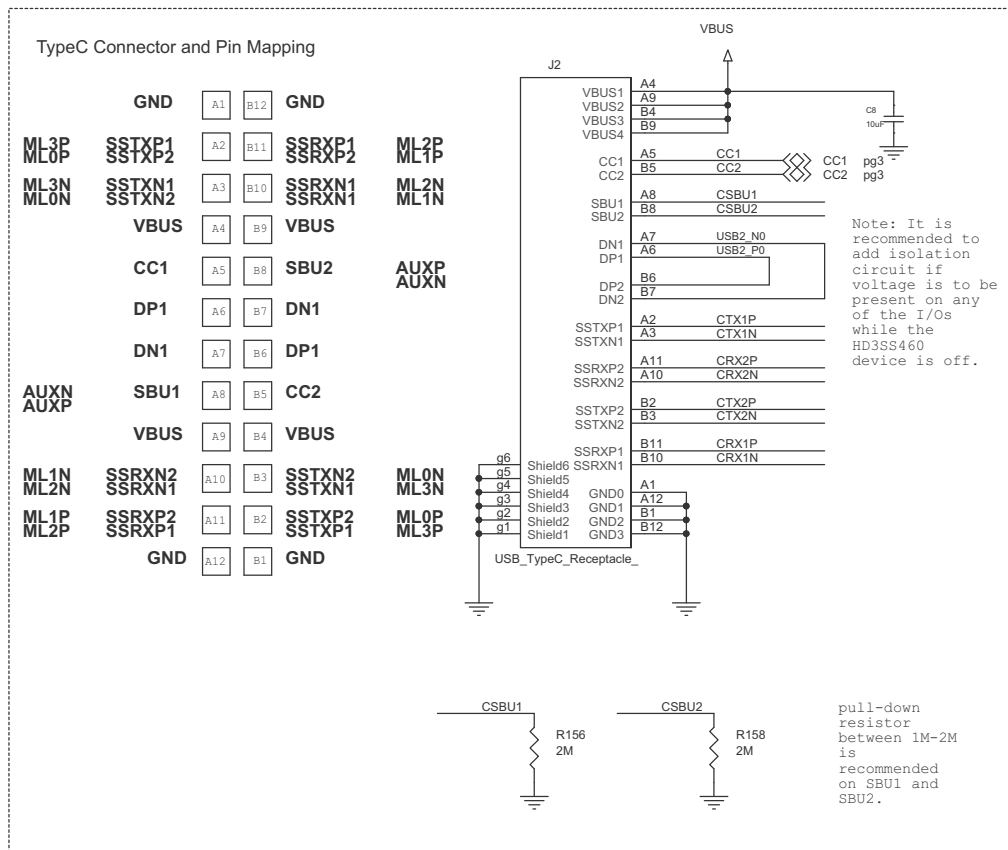 TypeC Connector and Pin Mapping
GND A1 B12 GND
ML3P SSTXP1 A2 B11 SSRXP1 ML2P
ML0P SSTXP2 SSRXP2 ML1P
ML3N SSTXN1 A3 B10 SSRXN1 ML2N
ML0N SSTXN2 SSRXN1 ML1N
VBUS A4 B9 VBUS
CC1 A5 B8 SBU2 AUXP
AUXN
DP1 A6 B7 DN1
DN1 A7 B6 DP1
AUXN SBU1 A8 B5 CC2
AUXP
VBUS A9 B4 VBUS
ML1N SSRXN2 A10 B3 SSTXN2 ML0N
ML2N SSRXN1 SSTXN1 ML3N
ML1P SSRXP2 A11 B2 SSTXP2 ML0P
ML2P SSRXP1 SSTXP1 ML3P
GND A12 B1 GND
VBUS
J2
VBUS1 A4
VBUS2 A9
VBUS3 B4
VBUS4 B9
C8
10uF
CC1 A5 CC1 CC1 pg3
CC2 B5 CC2 CC2 pg3
SBU1 A8 CSBU1
SBU2 B8 CSBU2
DN1 A7 USB2_N0
DP1 A6 USB2_P0
DP2 B6
DN2 B7
SSTXP1 A2 CTX1P
SSTXN1 A3 CTX1N
SSRXP2 A11 CRX2P
SSRXN2 A10 CRX2N
SSTXP2 B2 CTX2P
SSTXN2 B3 CTX2N
SSRXP1 B11 CRX1P
g6 Shield6 SSRXN1 B10 CRX1N
g5 Shield5
g4 Shield4 GND0 A1
g3 Shield3 GND1 A12
g2 Shield2 GND2 B1
g1 Shield1 GND3 B12
USB_TypeC_Receptacle_
Note: It is
recommended to
add isolation
circuit if
voltage is to be
present on any
of the I/Os
while the
HD3SS460
device is off.
CSBU1
R156
2M
CSBU2
R158
2M
pull-down
resistor
between 1M-2M
is
recommended
on SBU1 and
SBU2.